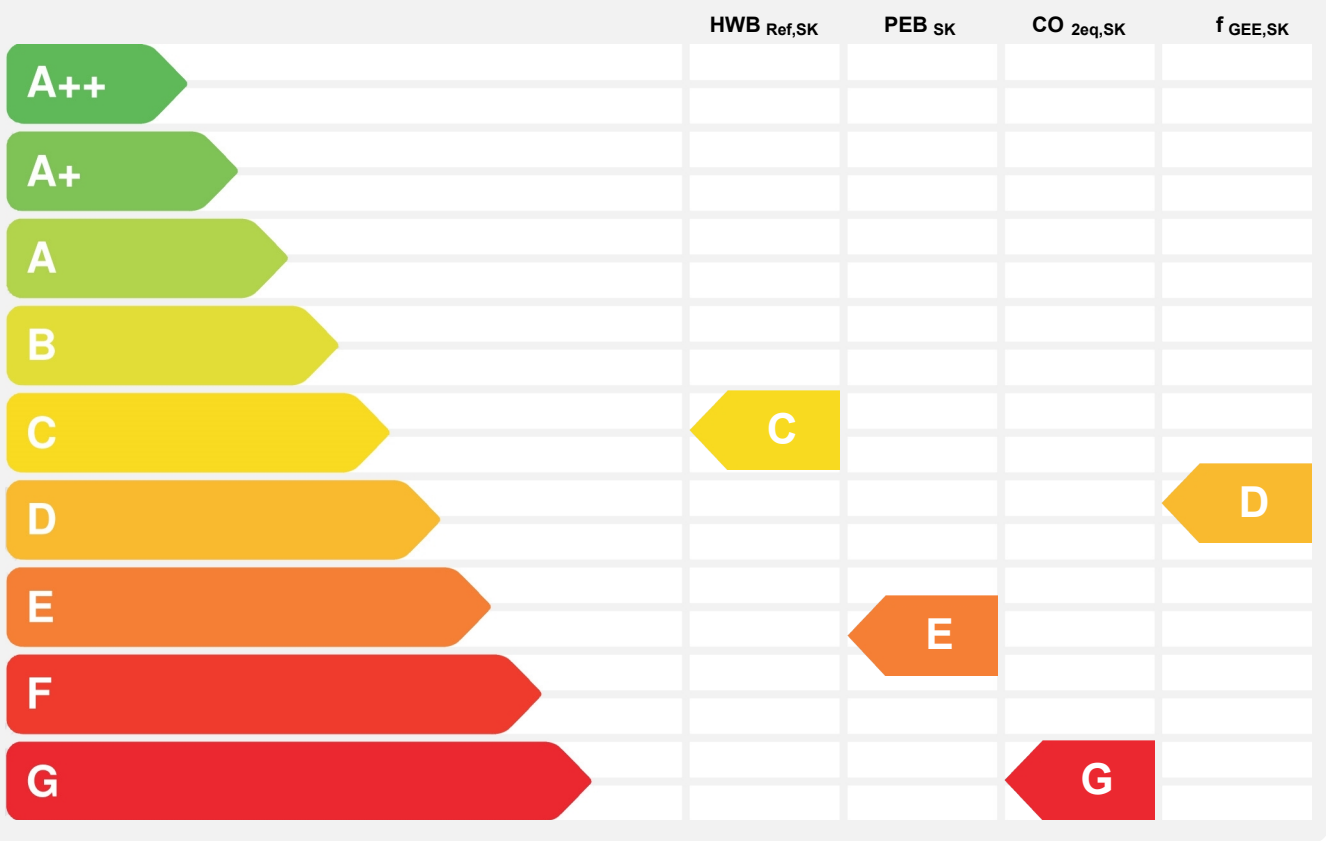 HWB Ref,SK PEB SK CO 2eq,SK f GEE,SK
A++
A+
A
B
C C
D D
E E
F
G G